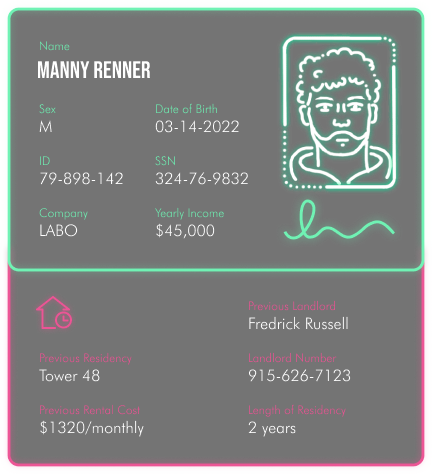 Name
MANNY RENNER
Sex
M
Date of Birth
03-14-2022
ID
79-898-142
SSN
324-76-9832
Company
LABO
Yearly Income
$45,000
Previous Landlord
Fredrick Russell
Previous Residency
Tower 48
Landlord Number
915-626-7123
Previous Rental Cost
$1320/monthly
Length of Residency
2 years